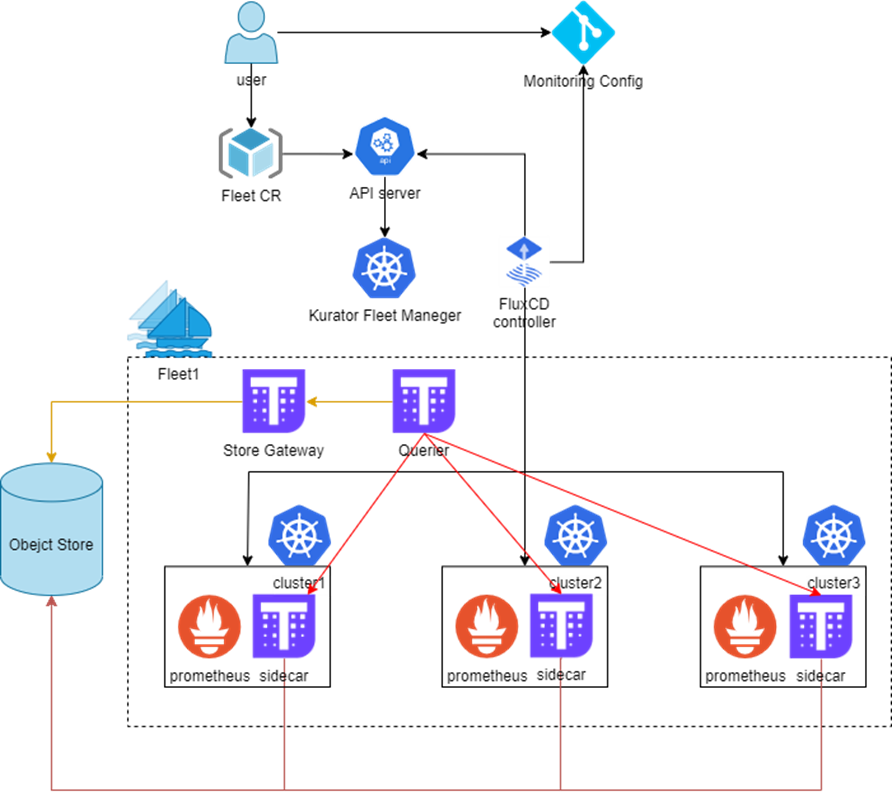 user
Monitoring Config
Fleet CR
api
API server
Kurator Fleet Maneger
FluxCD
controller
Fleet1
Store Gateway
Querier
Obejct Store
cluster1
cluster2
cluster3
prometheus
sidecar
prometheus
sidecar
prometheus
sidecar